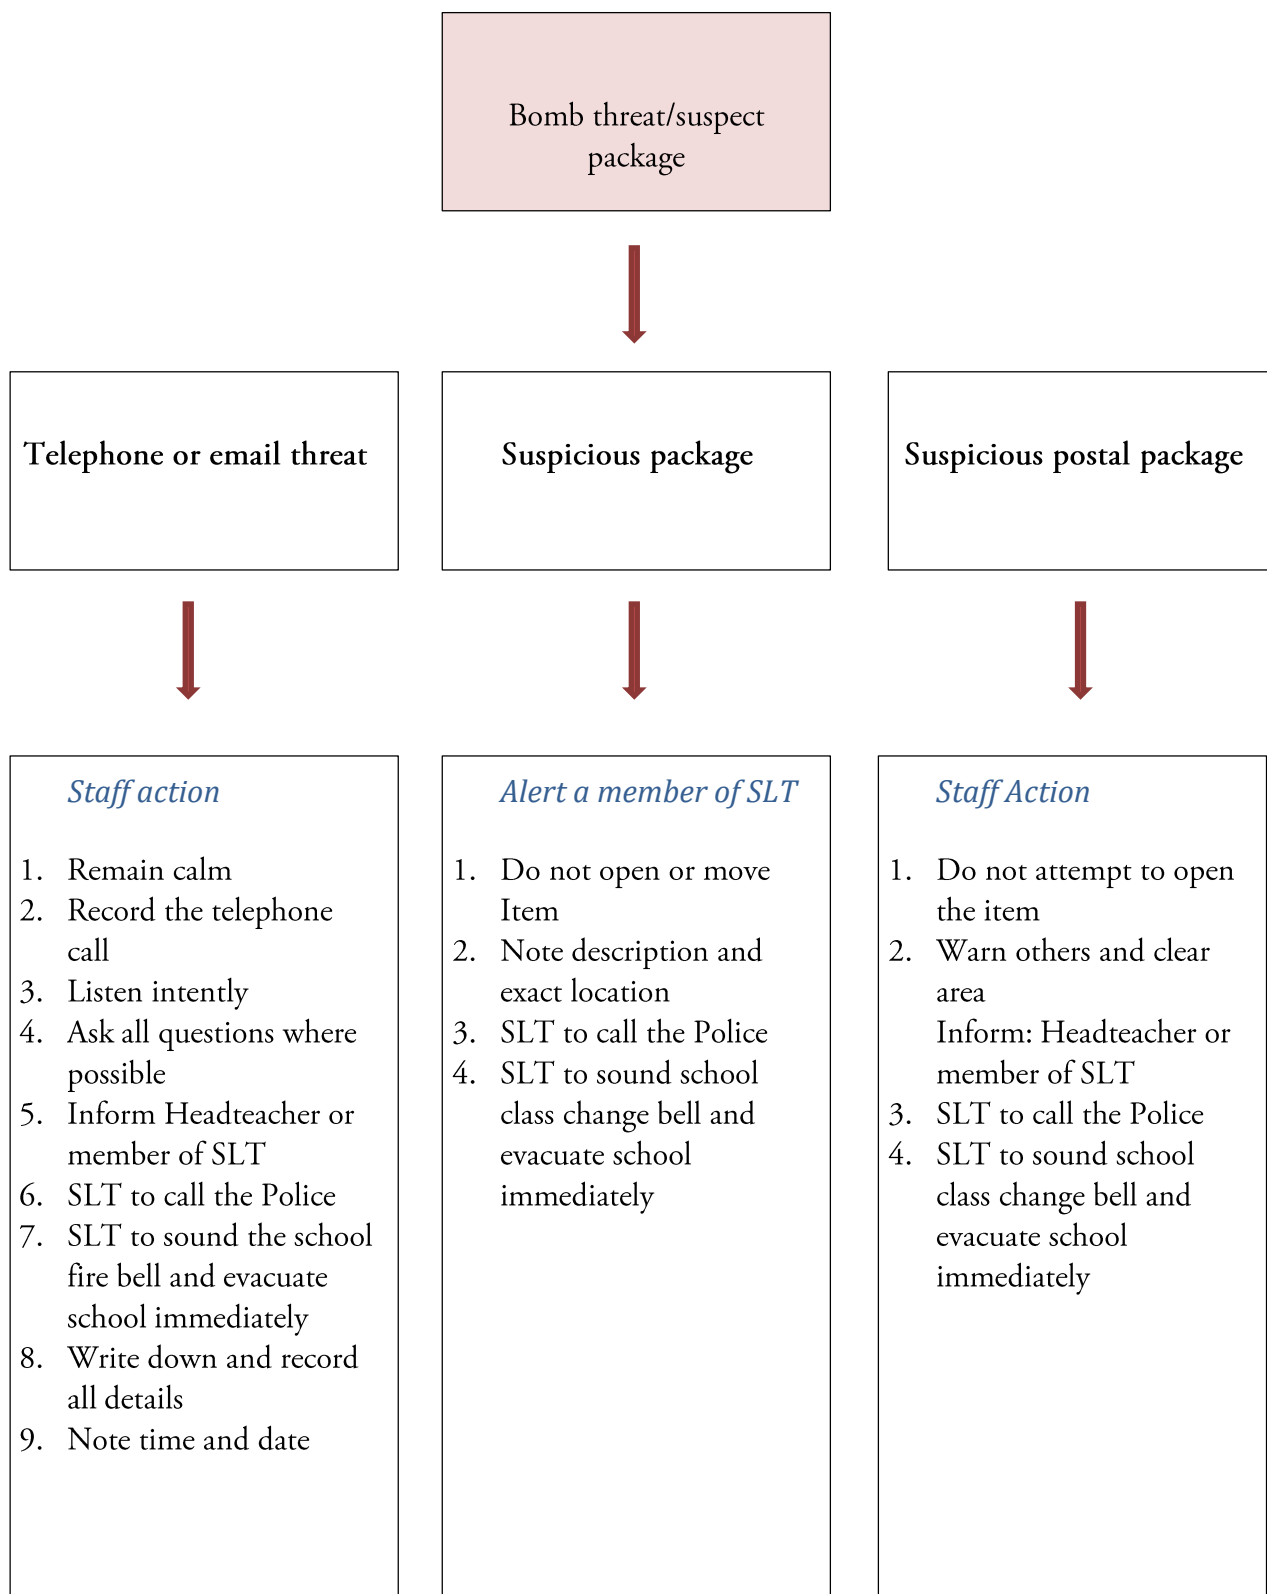 Bomb threat/suspect
package
Telephone or email threat
Suspicious package
Suspicious postal package
Staff action
1. Remain calm
2. Record the telephone
call
3. Listen intently
4. Ask all questions where
possible
5. Inform Headteacher or
member of SLT
6. SLT to call the Police
7. SLT to sound the school
fire bell and evacuate
school immediately
8. Write down and record
all details
9. Note time and date
Alert a member of SLT
1. Do not open or move
Item
2. Note description and
exact location
3. SLT to call the Police
4. SLT to sound school
class change bell and
evacuate school
immediately
Staff Action
1. Do not attempt to open
the item
2. Warn others and clear
area
Inform: Headteacher or
member of SLT
3. SLT to call the Police
4. SLT to sound school
class change bell and
evacuate school
immediately